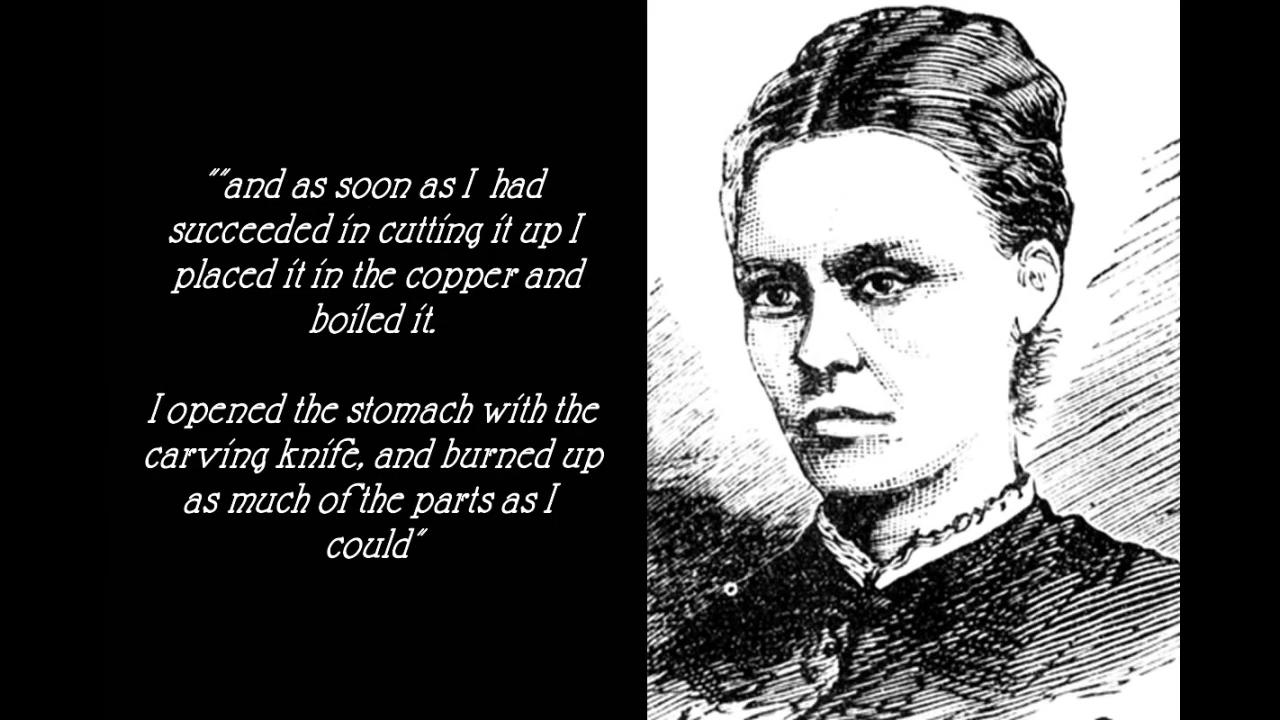 ""and as soon as I had
succeeded in cutting it up I
placed it in the copper and
boiled it.
I opened the stomach with the
carving knife, and burned up
as much of the parts as I
could"